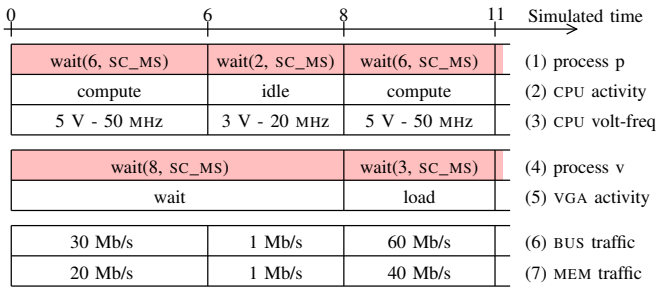 0 6 8 11 Simulated time
wait(6, SC_MS) wait(2, SC_MS) wait(6, SC_MS) (1) process p
compute idle compute (2) CPU activity
5 V - 50 MHz 3 V - 20 MHz 5 V - 50 MHz (3) CPU volt-freq
wait(8, SC_MS) wait(3, SC_MS) (4) process v
wait load (5) VGA activity
30 Mb/s 1 Mb/s 60 Mb/s (6) BUS traffic
20 Mb/s 1 Mb/s 40 Mb/s (7) MEM traffic